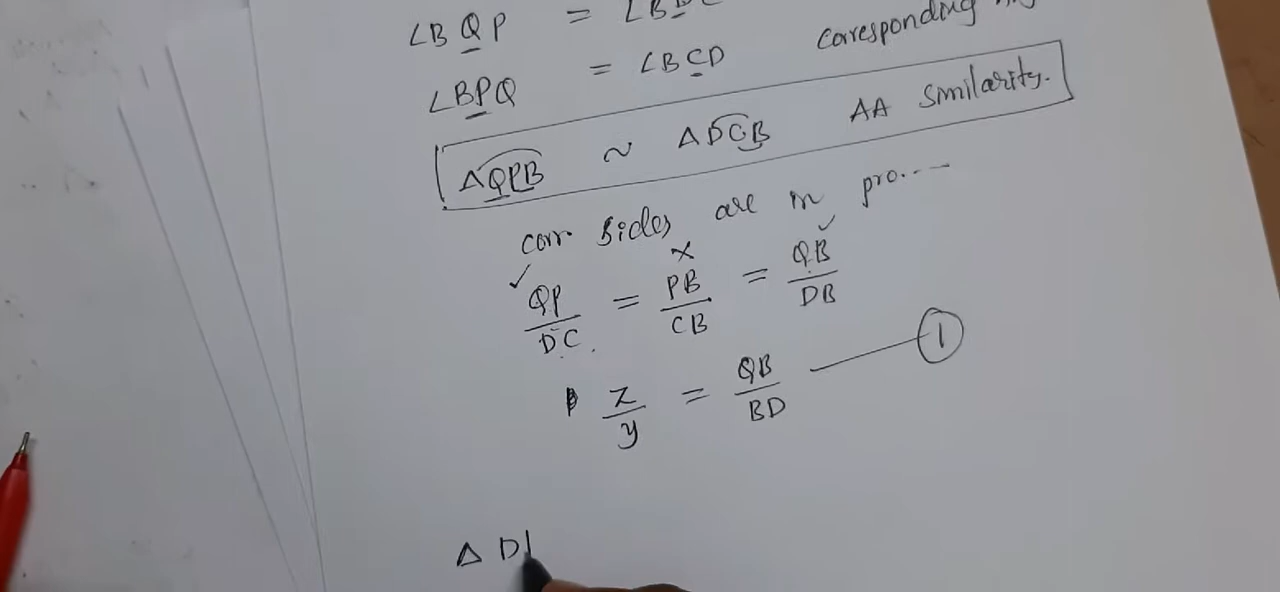 ∠BQP = ∠BDC
∠BPQ = ∠BCD corresponding
ΔQPB ~ ΔDCB AA similarity.
corr. sides are in pro....
QP/DC = PB/CB = QB/DB
z/y = QB/BD — 1
Δ D